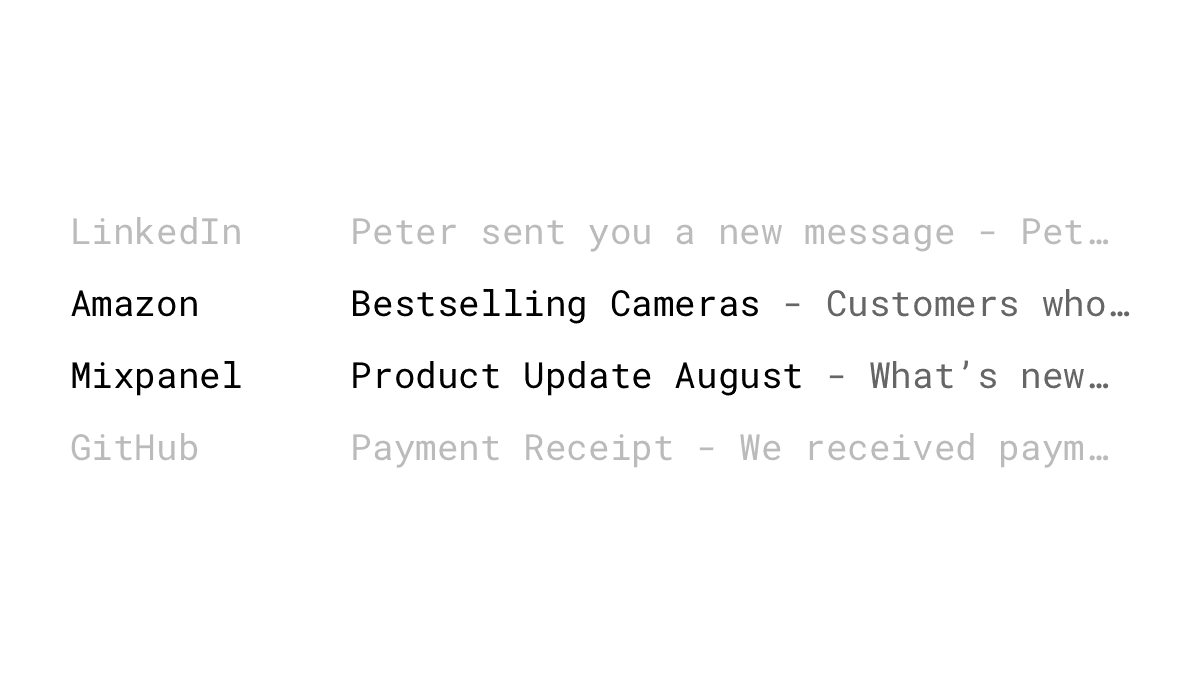 LinkedIn Peter sent you a new message - Pet…
Amazon Bestselling Cameras - Customers who…
Mixpanel Product Update August - What’s new…
GitHub Payment Receipt - We received paym…